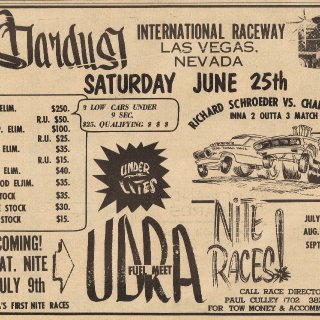 Stardust
INTERNATIONAL RACEWAY
LAS VEGAS,
NEVADA
SATURDAY JUNE 25th
ELIM. $250.
R.U. $50.
ELIM. $100.
R.U. $25.
ELIM. $35.
R.U. $15.
ELIM. $40.
OD ELIM. $35.
STOCK $35.
STOCK $30.
STOCK $15.
LOW CARS UNDER
9 SEC.
$25. QUALIFYING
RICHARD SCHROEDER VS. CHA
INNA 2 OUTTA 3 MATCH
UNDER
THE
LITES
COMING!
AT. NITE
JULY 9th
A'S FIRST NITE RACES
UDRA
FUEL MEET
NITE
RACES!
JULY
AUG.
SEPT
CALL RACE DIRECTO
PAUL CULLEY (702) 38
FOR TOW MONEY & ACCOMM